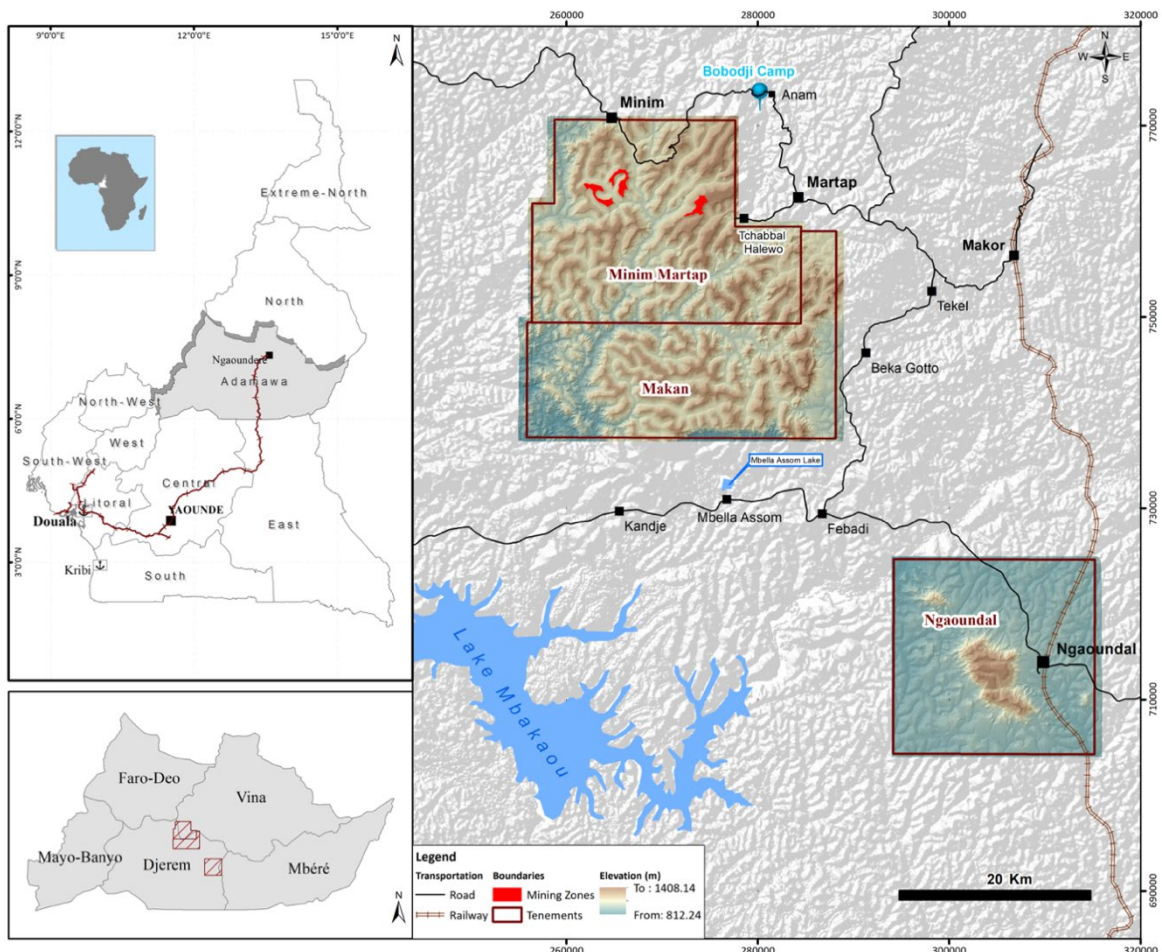 9°0'0"E
12°0'0"E
15°0'0"E
N
12°0'0"N
9°0'0"N
6°0'0"N
3°0'0"N
Extreme-North
North
Ngaoundere
Adamawa
North-West
West
South-West
Central
Litoral
YAOUNDE
Douala
East
Kribi
South
Faro-Deo
Vina
Mayo-Banyo
Djerem
Mbéré
N
260000
280000
300000
320000
N
W E
S
770000
750000
730000
710000
690000
Bobodji Camp
Anam
Minim
Martap
Tchabbal
Halewo
Makor
Minim Martap
Tekel
Beka Gotto
Makan
Mbella Assom Lake
Kandje
Mbella Assom
Febadi
Ngaoundal
Ngaoundal
Lake Mbakaou
Legend
Transportation
Road
Railway
Boundaries
Mining Zones
Tenements
Elevation (m)
To : 1408.14
From: 812.24
20 Km
260000
280000
300000
320000